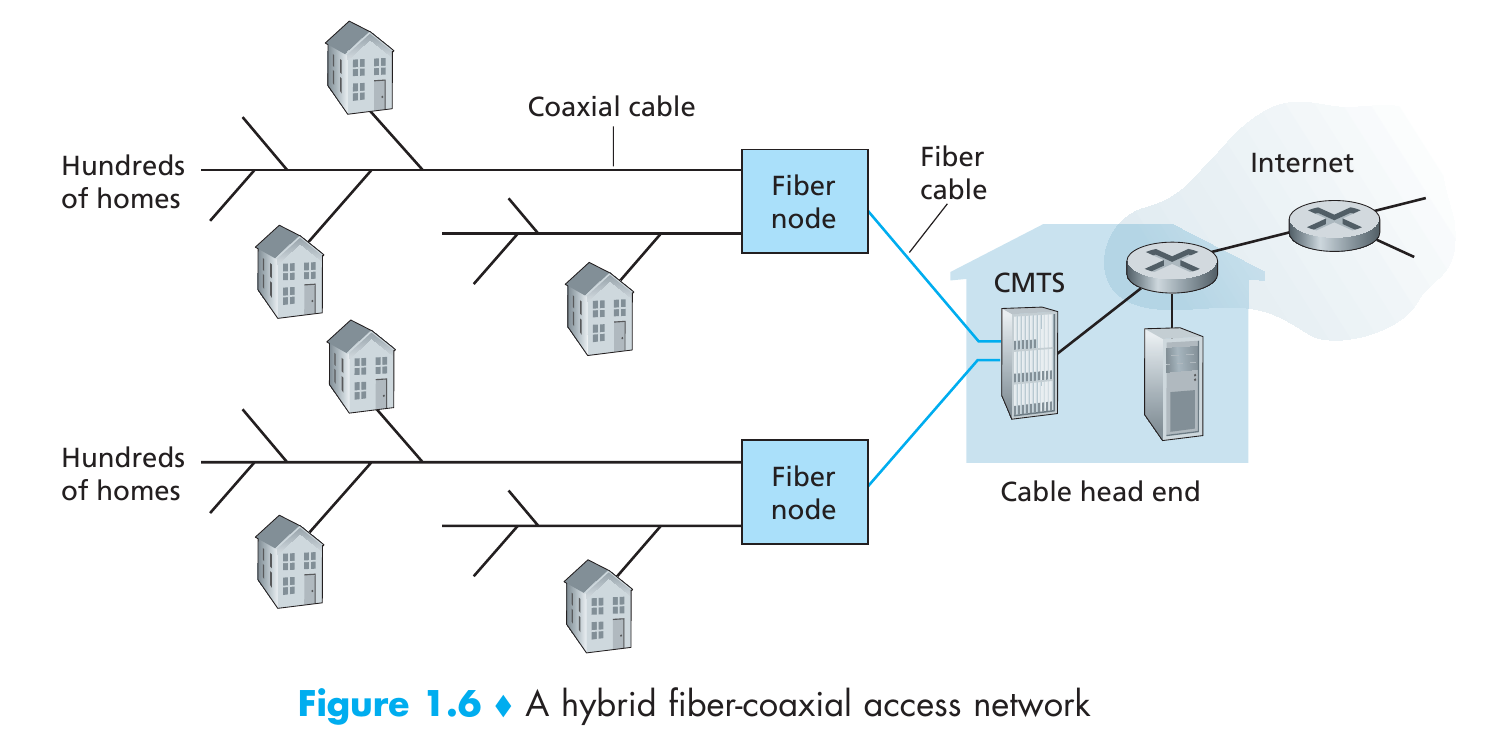 Coaxial cable
Hundreds
of homes
Fiber
node
Fiber
cable
Internet
CMTS
Hundreds
of homes
Fiber
node
Cable head end
Figure 1.6 ♦ A hybrid fiber-coaxial access network